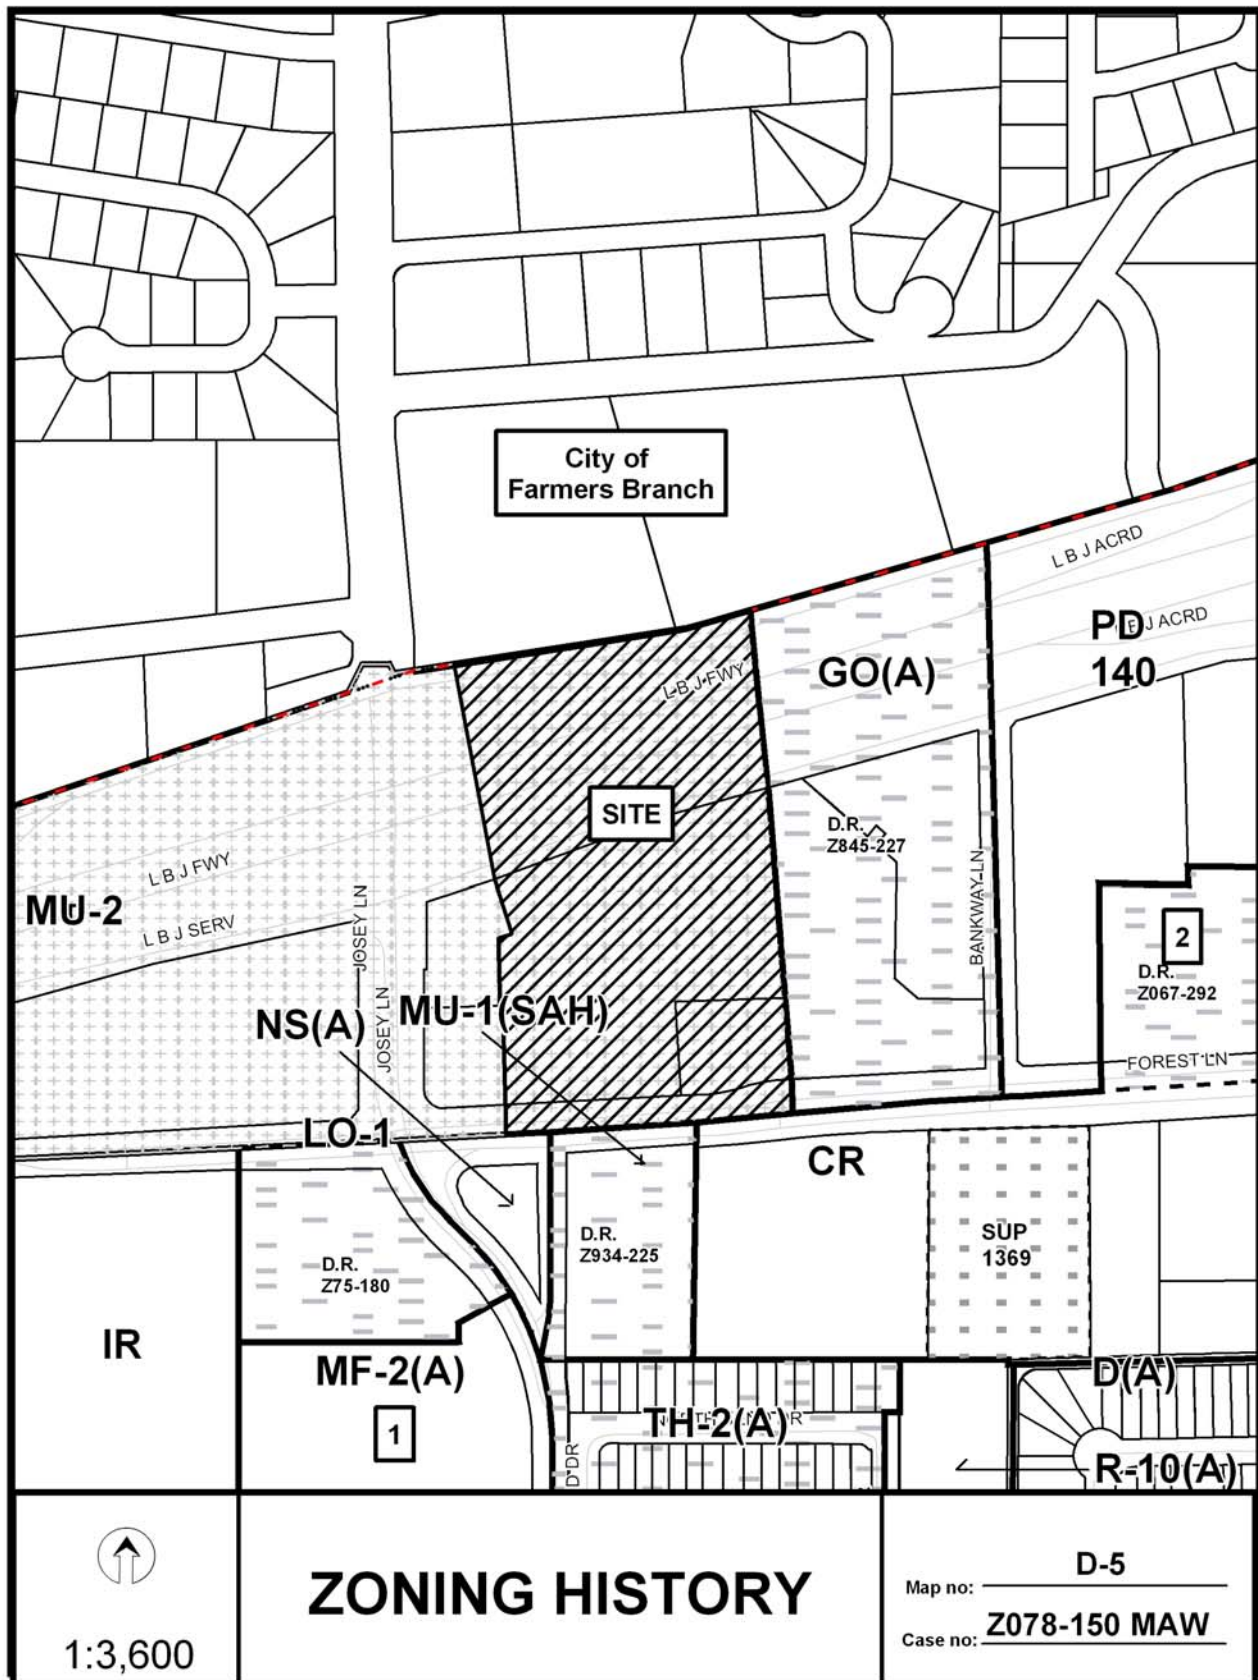 City of
Farmers Branch
L B J ACRD
PD
140
GO(A)
L B J FWY
SITE
D.R.
Z845-227
L B J FWY
MU-2
L B J SERV
JOSEY LN
BANKWAY LN
2
D.R.
Z067-292
NS(A)
MU-1(SAH)
JOSEY LN
FOREST LN
LO-1
CR
D.R.
Z934-225
SUP
1369
D.R.
Z75-180
IR
MF-2(A)
D(A)
1
TH-2(A)
D DR
R-10(A)
1:3,600
ZONING HISTORY
Map no: D-5
Case no: Z078-150 MAW